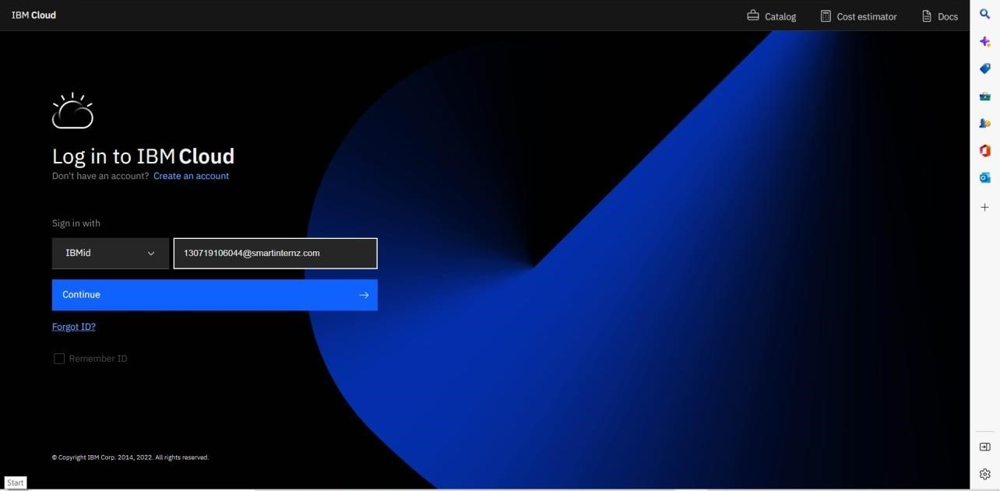 IBM Cloud
Catalog
Cost estimator
Docs
Log in to IBM Cloud
Don't have an account? Create an account
Sign in with
IBMid
130719106044@smartinternz.com
Continue
Forgot ID?
Remember ID
© Copyright IBM Corp. 2014, 2022. All rights reserved.
Start